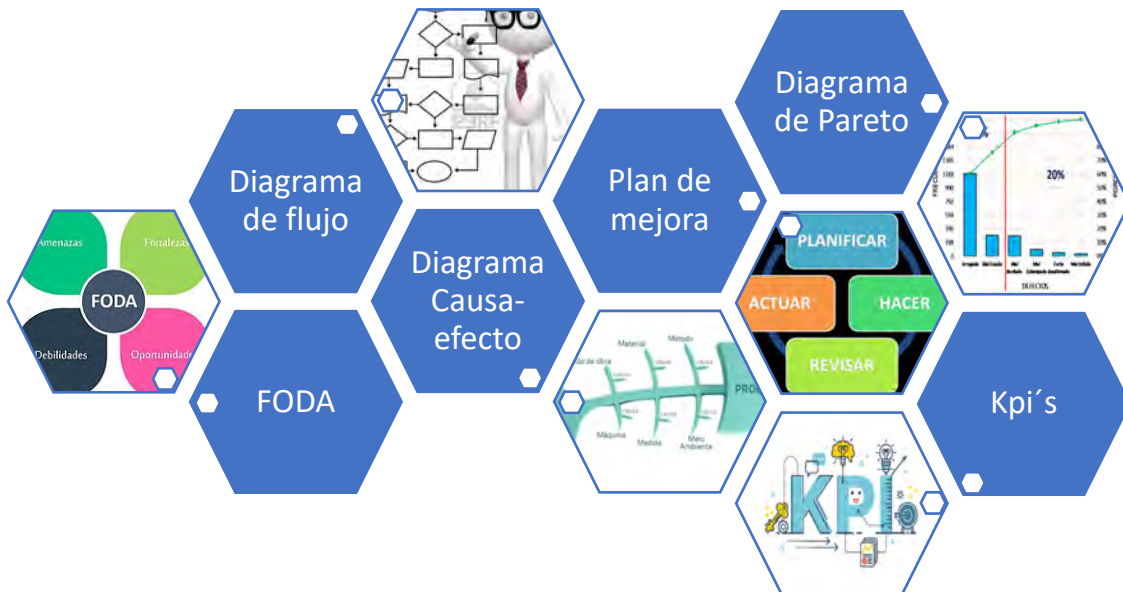 Diagrama
de flujo
FODA
Diagrama
Causa-
efecto
Plan de
mejora
Diagrama
de Pareto
Kpi´s
Amenazas
Fortalezas
FODA
Debilidades
Oportunidade
Material
Método
Máquina
Medida
Meio
Ambiente
PLANIFICAR
ACTUAR
HACER
REVISAR
20%
KPI